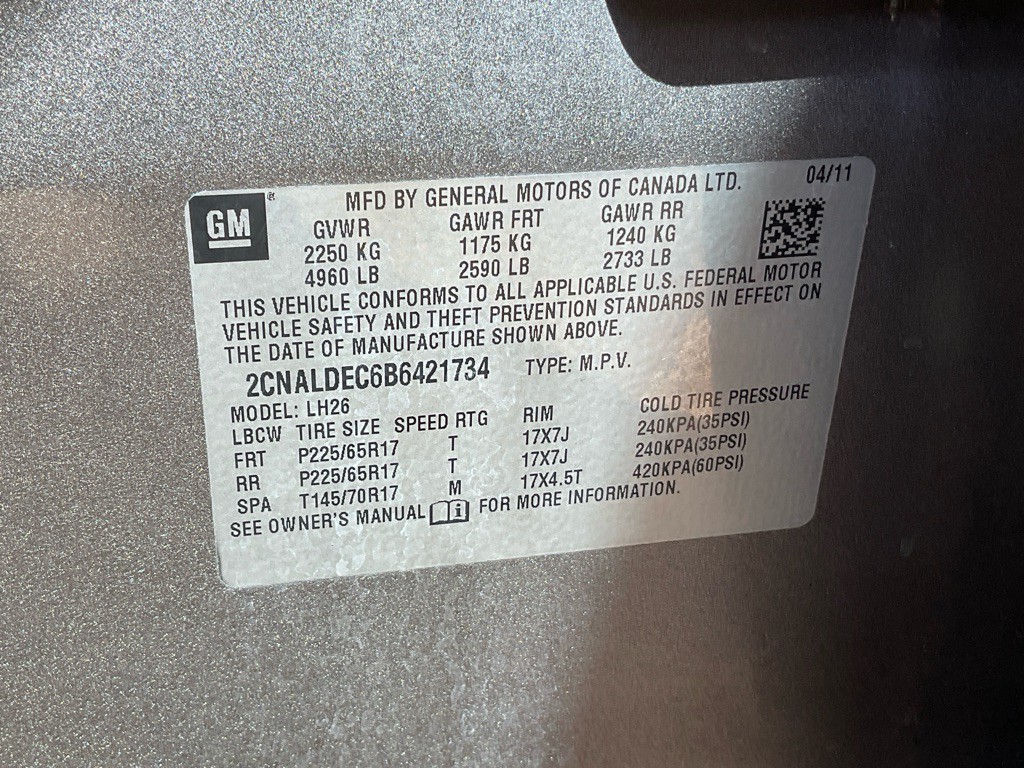 GM
MFD BY GENERAL MOTORS OF CANADA LTD. 04/11
GVWR GAWR FRT GAWR RR
2250 KG 1175 KG 1240 KG
4960 LB 2590 LB 2733 LB
THIS VEHICLE CONFORMS TO ALL APPLICABLE U.S. FEDERAL MOTOR
VEHICLE SAFETY AND THEFT PREVENTION STANDARDS IN EFFECT ON
THE DATE OF MANUFACTURE SHOWN ABOVE.
2CNALDEC6B6421734 TYPE: M.P.V.
MODEL: LH26
LBCW TIRE SIZE SPEED RTG RIM COLD TIRE PRESSURE
FRT P225/65R17 T 17X7J 240KPA(35PSI)
RR P225/65R17 T 17X7J 240KPA(35PSI)
SPA T145/70R17 M 17X4.5T 420KPA(60PSI)
SEE OWNER'S MANUAL FOR MORE INFORMATION.